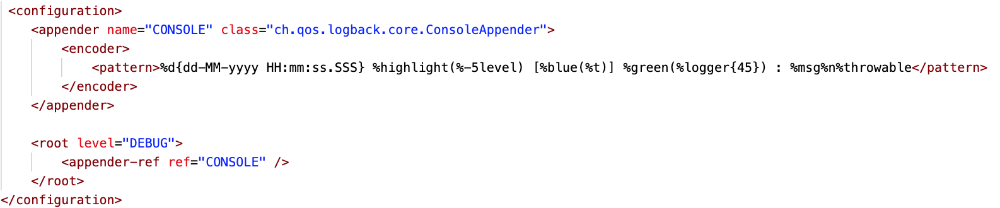 <configuration>
    <appender name="CONSOLE" class="ch.qos.logback.core.ConsoleAppender">
        <encoder>
            <pattern>%d{dd-MM-yyyy HH:mm:ss.SSS} %highlight(%-5level) [%blue(%t)] %green(%logger{45}) : %msg%n%throwable</pattern>
        </encoder>
    </appender>

    <root level="DEBUG">
        <appender-ref ref="CONSOLE" />
    </root>
</configuration>